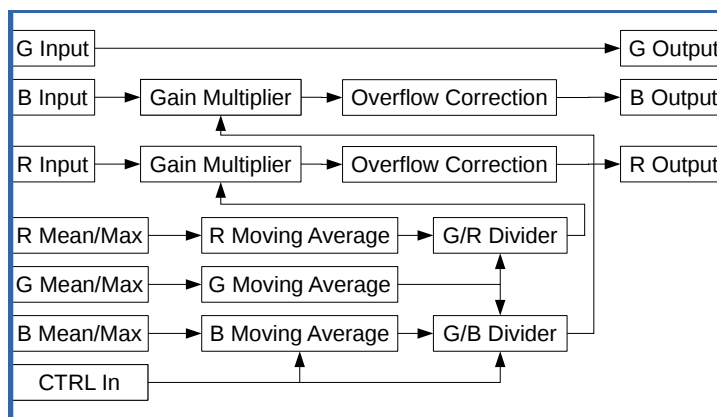 G Input
G Output
B Input
Gain Multiplier
Overflow Correction
B Output
R Input
Gain Multiplier
Overflow Correction
R Output
R Mean/Max
R Moving Average
G/R Divider
G Mean/Max
G Moving Average
B Mean/Max
B Moving Average
G/B Divider
CTRL In